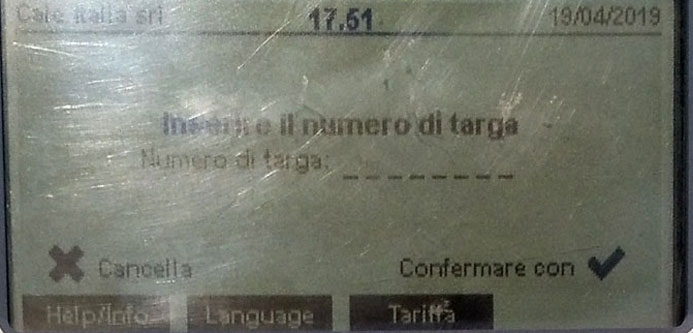 Cale Italia srl 17.51 19/04/2019
Inserire il numero di targa
Numero di targa: _ _ _ _ _ _ _ _
Cancella Confermare con
Help/Info Language Tariffa